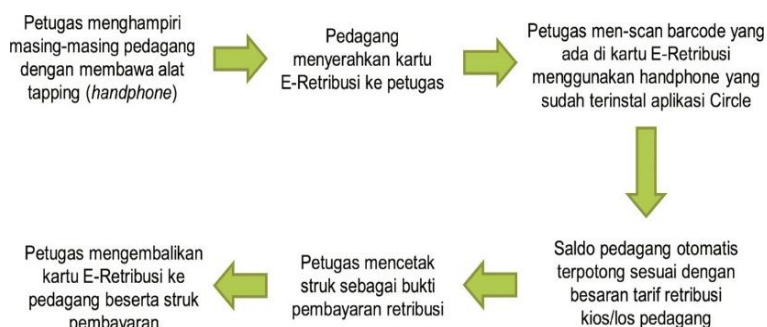 Petugas menghampiri
masing-masing pedagang
dengan membawa alat
tapping (handphone)
Pedagang
menyerahkan kartu
E-Retribusi ke petugas
Petugas men-scan barcode yang
ada di kartu E-Retribusi
menggunakan handphone yang
sudah terinstal aplikasi Circle
Saldo pedagang otomatis
terpotong sesuai dengan
besaran tarif retribusi
kios/los pedagang
Petugas mencetak
struk sebagai bukti
pembayaran retribusi
Petugas mengembalikan
kartu E-Retribusi ke
pedagang beserta struk
pembayaran